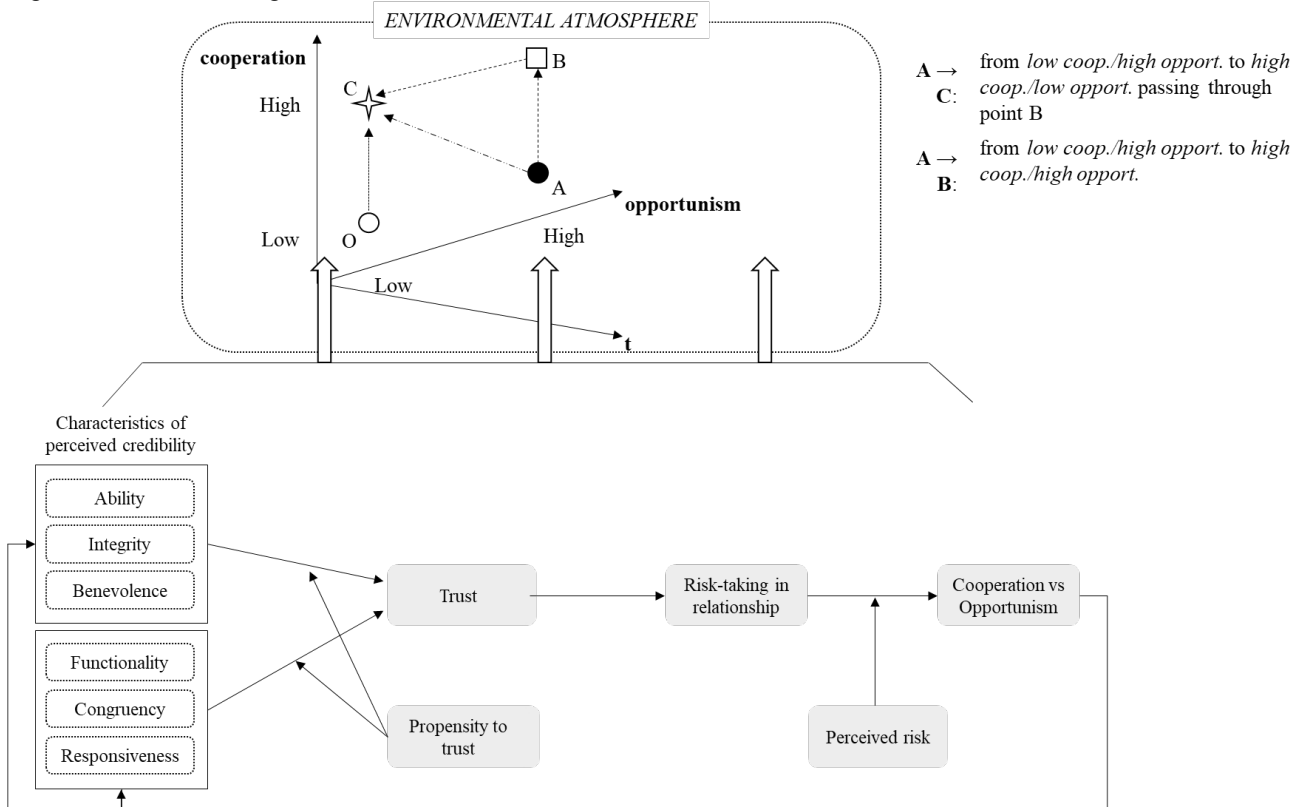 ENVIRONMENTAL ATMOSPHERE
cooperation
High
Low
C
B
A
O
opportunism
High
Low
t
A →
C:
from low coop./high opport. to high
coop./low opport. passing through
point B
A →
B:
from low coop./high opport. to high
coop./high opport.
Characteristics of
perceived credibility
Ability
Integrity
Benevolence
Functionality
Congruency
Responsiveness
Trust
Propensity to
trust
Risk-taking in
relationship
Perceived risk
Cooperation vs
Opportunism